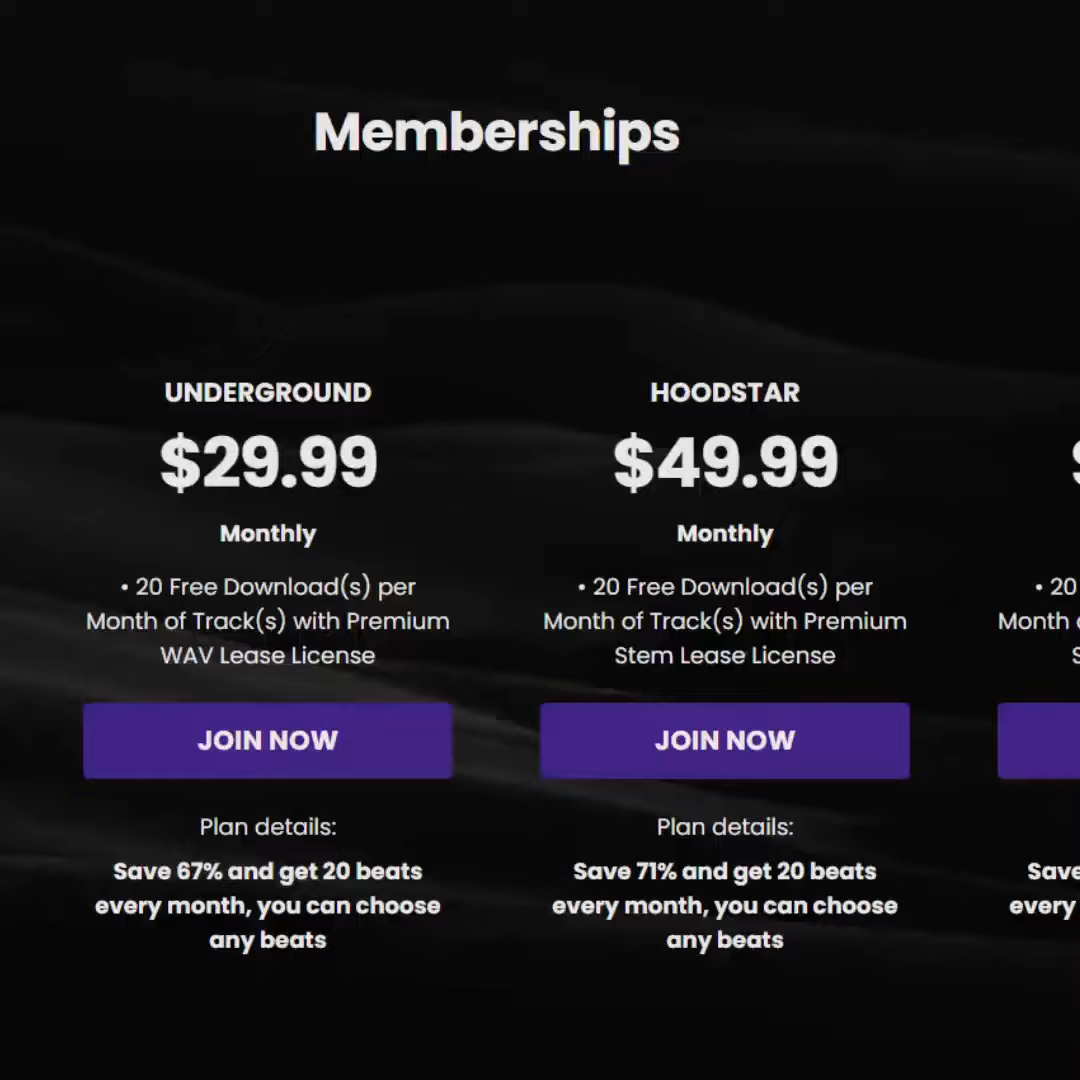 Memberships
UNDERGROUND
$29.99
Monthly
• 20 Free Download(s) per
Month of Track(s) with Premium
WAV Lease License
JOIN NOW
Plan details:
Save 67% and get 20 beats
every month, you can choose
any beats
HOODSTAR
$49.99
Monthly
• 20 Free Download(s) per
Month of Track(s) with Premium
Stem Lease License
JOIN NOW
Plan details:
Save 71% and get 20 beats
every month, you can choose
any beats
• 20
Month
Save
every